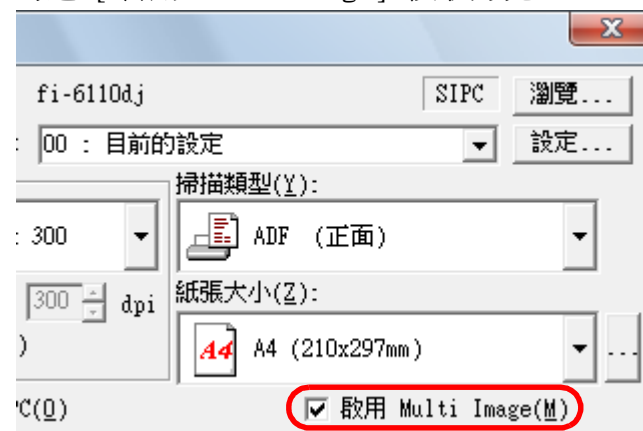 fi-6110dj SIPC 瀏覽...
: 00 : 目前的設定 設定...
掃描類型(Y):
: 300 ADF (正面)
300 dpi 紙張大小(Z):
) A4 A4 (210x297mm) ...
PC(O) 啟用 Multi Image(M)